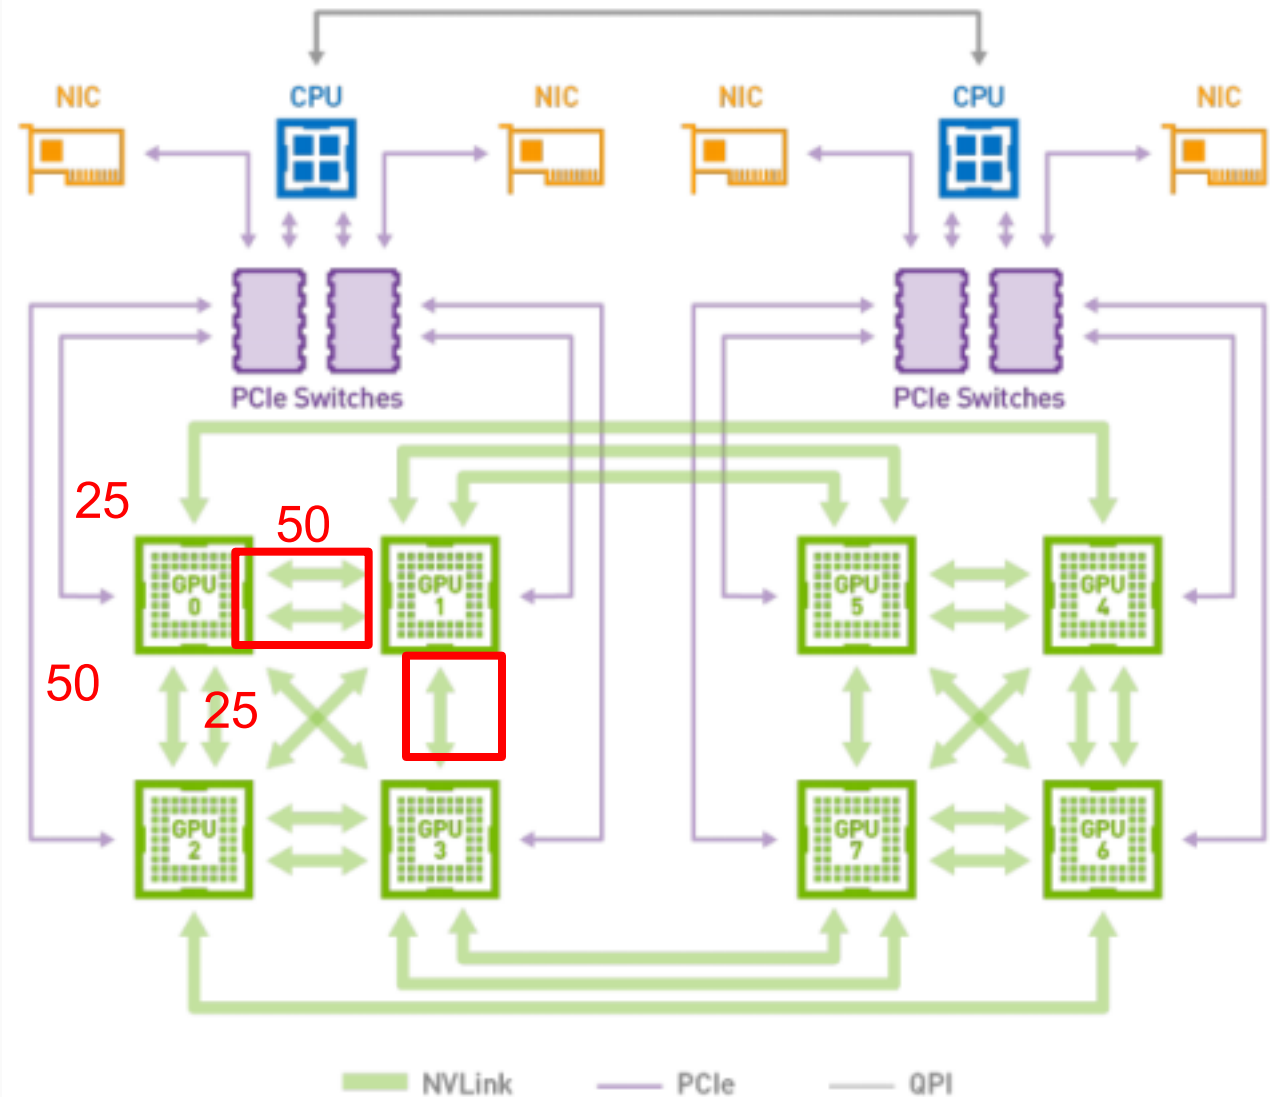 NIC
CPU
NIC
NIC
CPU
NIC
PCIe Switches
PCIe Switches
25
50
GPU
0
GPU
1
GPU
5
GPU
4
50
25
GPU
2
GPU
3
GPU
7
GPU
6
NVLink
PCIe
QPI